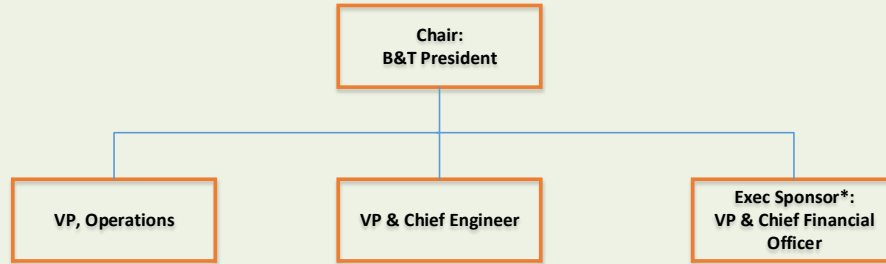 Chair:
B&T President
VP, Operations
VP & Chief Engineer
Exec Sponsor*:
VP & Chief Financial
Officer